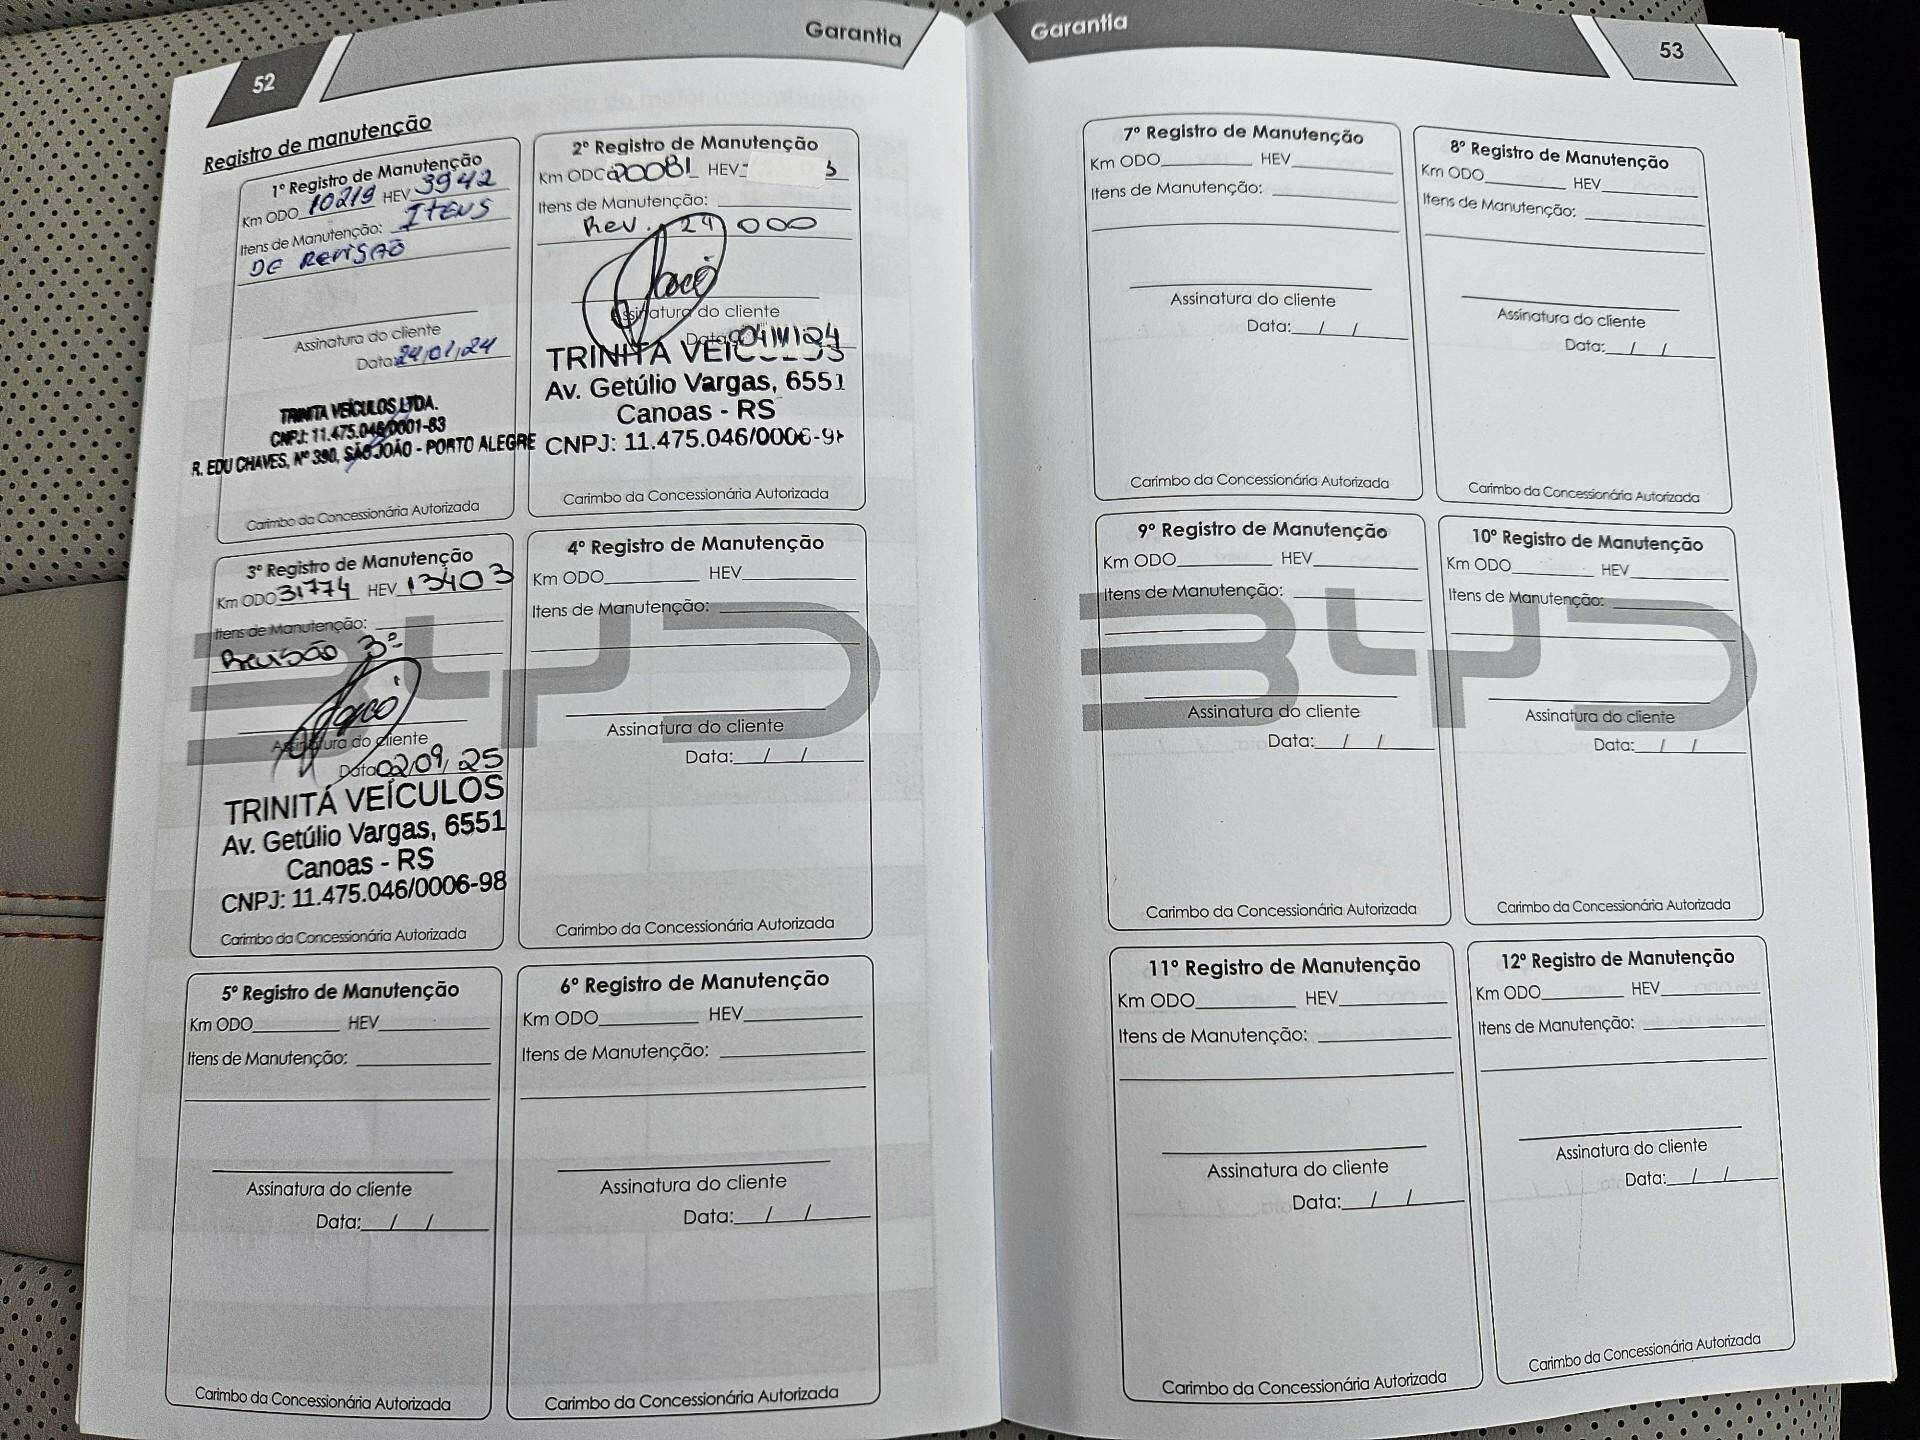 52
Garantia
Registro de manutenção
1º Registro de Manutenção
Km ODO 10219 HEV 3942
Itens de Manutenção: ITENS
DE REVISÃO
Assinatura do cliente
Data: 24/01/24
TRINITA VEÍCULOS LTDA.
CNPJ: 11.475.046/0001-63
R. EDU CHAVES, Nº 390, SÃO JOÃO - PORTO ALEGRE
Carimbo da Concessionária Autorizada
2º Registro de Manutenção
Km ODO 20081 HEV
Itens de Manutenção:
Rev. 24 000
Assinatura do cliente
Data: 04/11/24
TRINITÁ VEÍCULOS
Av. Getúlio Vargas, 6551
Canoas - RS
CNPJ: 11.475.046/0006-98
Carimbo da Concessionária Autorizada
3º Registro de Manutenção
Km ODO 31774 HEV 13403
Itens de Manutenção:
Revisão 3º
Assinatura do cliente
Data 02/09/25
TRINITÁ VEÍCULOS
Av. Getúlio Vargas, 6551
Canoas - RS
CNPJ: 11.475.046/0006-98
Carimbo da Concessionária Autorizada
4º Registro de Manutenção
Km ODO HEV
Itens de Manutenção:
Assinatura do cliente
Data: / /
Carimbo da Concessionária Autorizada
BYD
5º Registro de Manutenção
Km ODO HEV
Itens de Manutenção:
Assinatura do cliente
Data: / /
Carimbo da Concessionária Autorizada
6º Registro de Manutenção
Km ODO HEV
Itens de Manutenção:
Assinatura do cliente
Data: / /
Carimbo da Concessionária Autorizada
Garantia
53
7º Registro de Manutenção
Km ODO HEV
Itens de Manutenção:
Assinatura do cliente
Data: / /
Carimbo da Concessionária Autorizada
8º Registro de Manutenção
Km ODO HEV
Itens de Manutenção:
Assinatura do cliente
Data: / /
Carimbo da Concessionária Autorizada
9º Registro de Manutenção
Km ODO HEV
Itens de Manutenção:
Assinatura do cliente
Data: / /
Carimbo da Concessionária Autorizada
10º Registro de Manutenção
Km ODO HEV
Itens de Manutenção:
Assinatura do cliente
Data: / /
Carimbo da Concessionária Autorizada
BYD
11º Registro de Manutenção
Km ODO HEV
Itens de Manutenção:
Assinatura do cliente
Data: / /
Carimbo da Concessionária Autorizada
12º Registro de Manutenção
Km ODO HEV
Itens de Manutenção:
Assinatura do cliente
Data: / /
Carimbo da Concessionária Autorizada